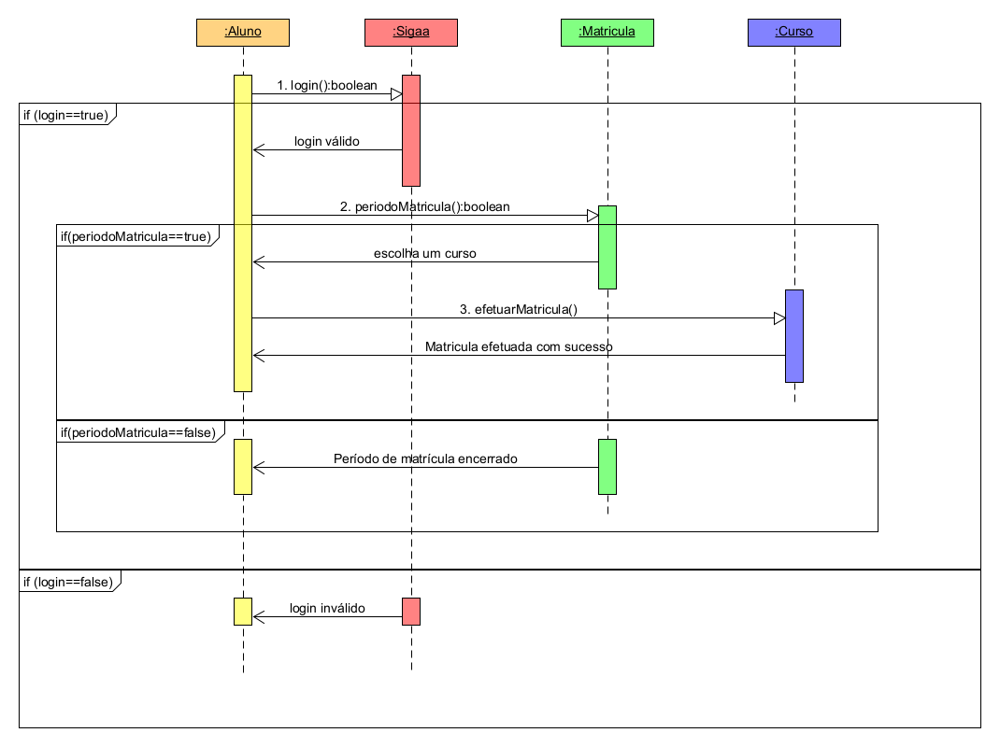 :Aluno
:Sigaa
:Matricula
:Curso
1. login():boolean
if (login==true)
login válido
2. periodoMatricula():boolean
if(periodoMatricula==true)
escolha um curso
3. efetuarMatricula()
Matricula efetuada com sucesso
if(periodoMatricula==false)
Período de matrícula encerrado
if (login==false)
login inválido